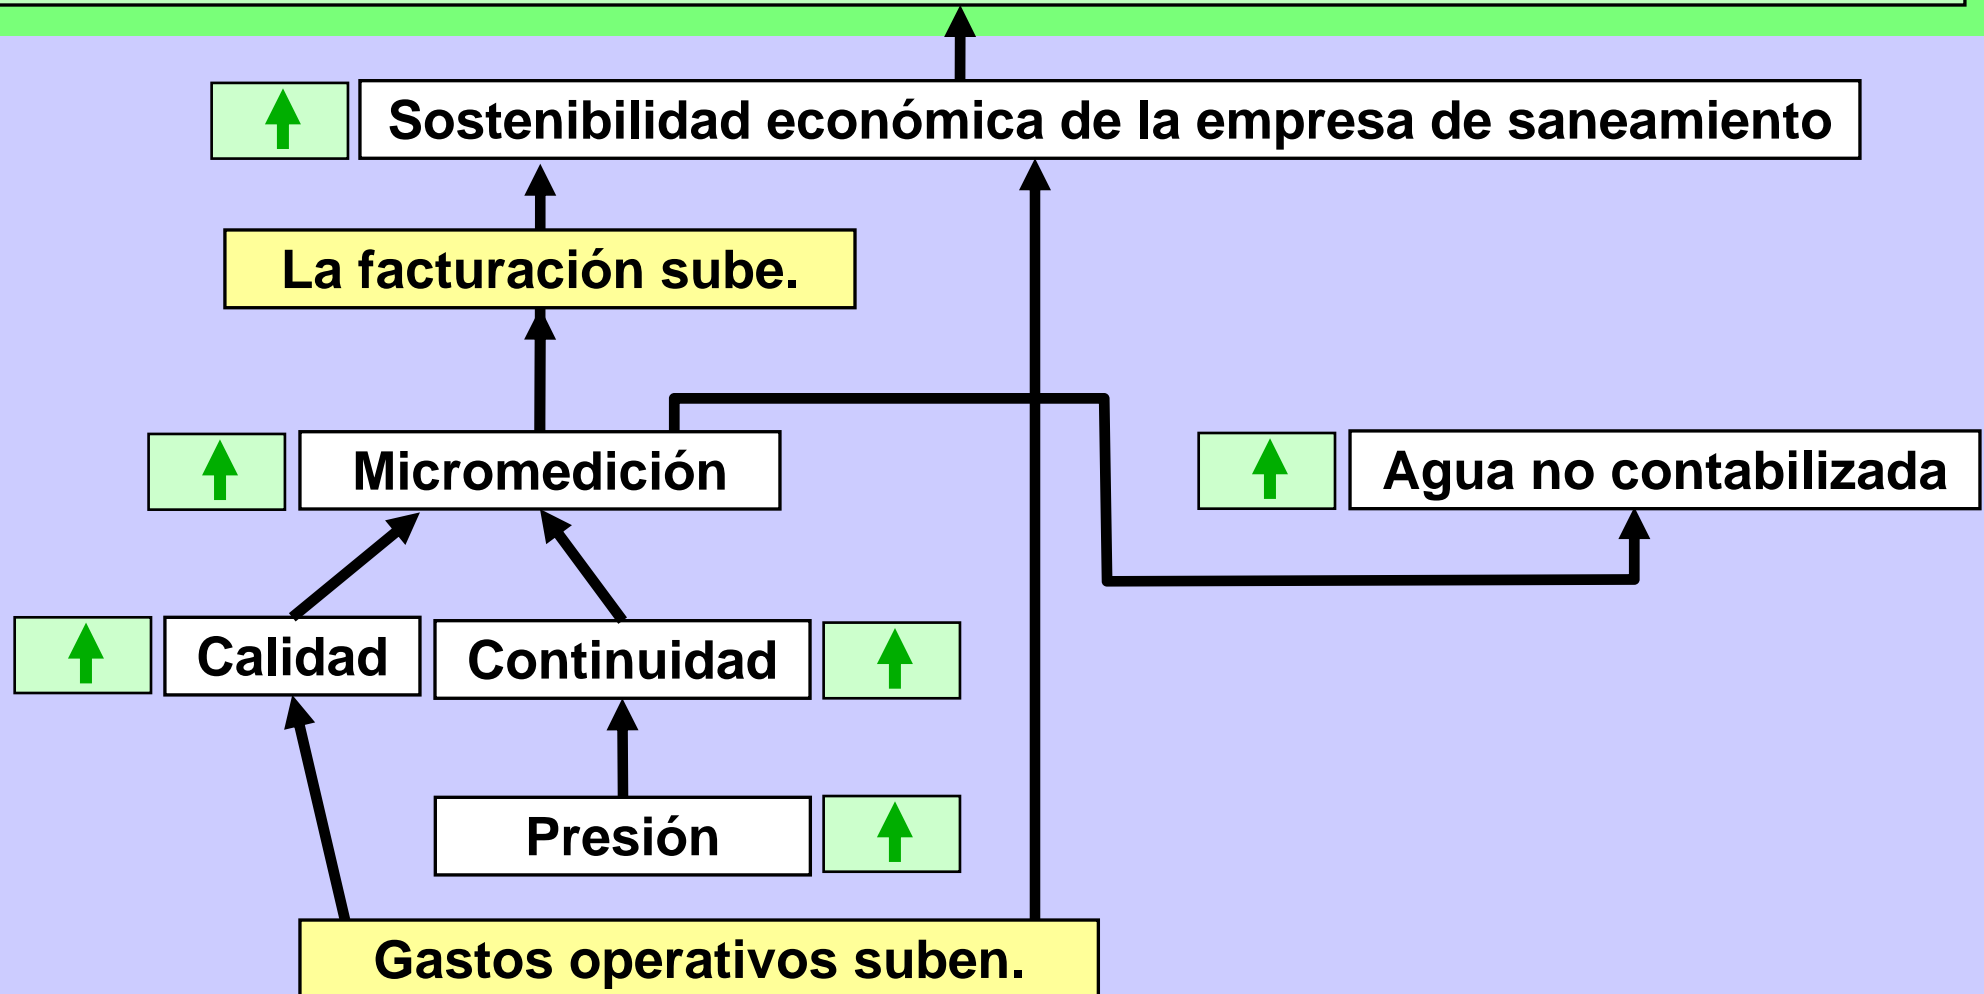 Sostenibilidad económica de la empresa de saneamiento
La facturación sube.
Micromedición
Agua no contabilizada
Calidad
Continuidad
Presión
Gastos operativos suben.